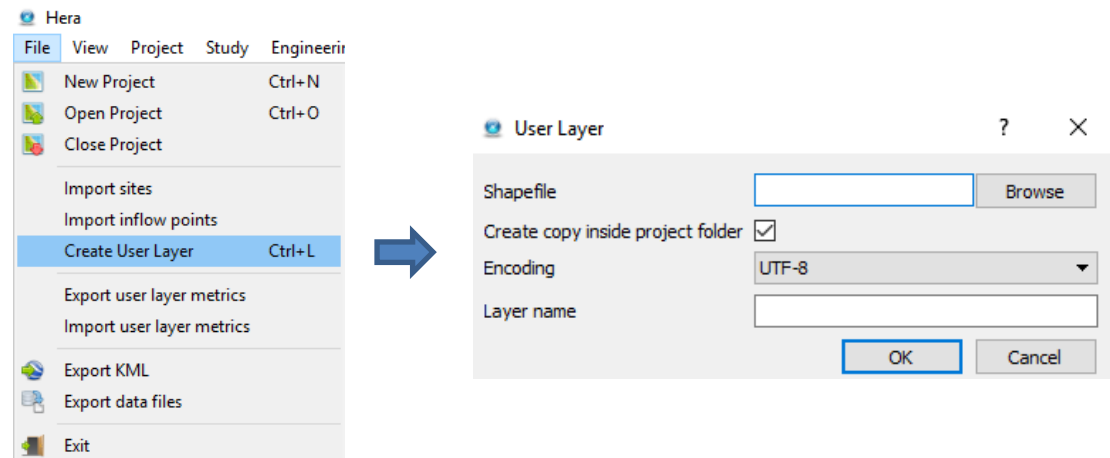 Hera
File View Project Study Engineerin
New Project Ctrl+N
Open Project Ctrl+O
Close Project
Import sites
Import inflow points
Create User Layer Ctrl+L
Export user layer metrics
Import user layer metrics
Export KML
Export data files
Exit
User Layer ? ×
Shapefile Browse
Create copy inside project folder
Encoding UTF-8
Layer name
OK Cancel